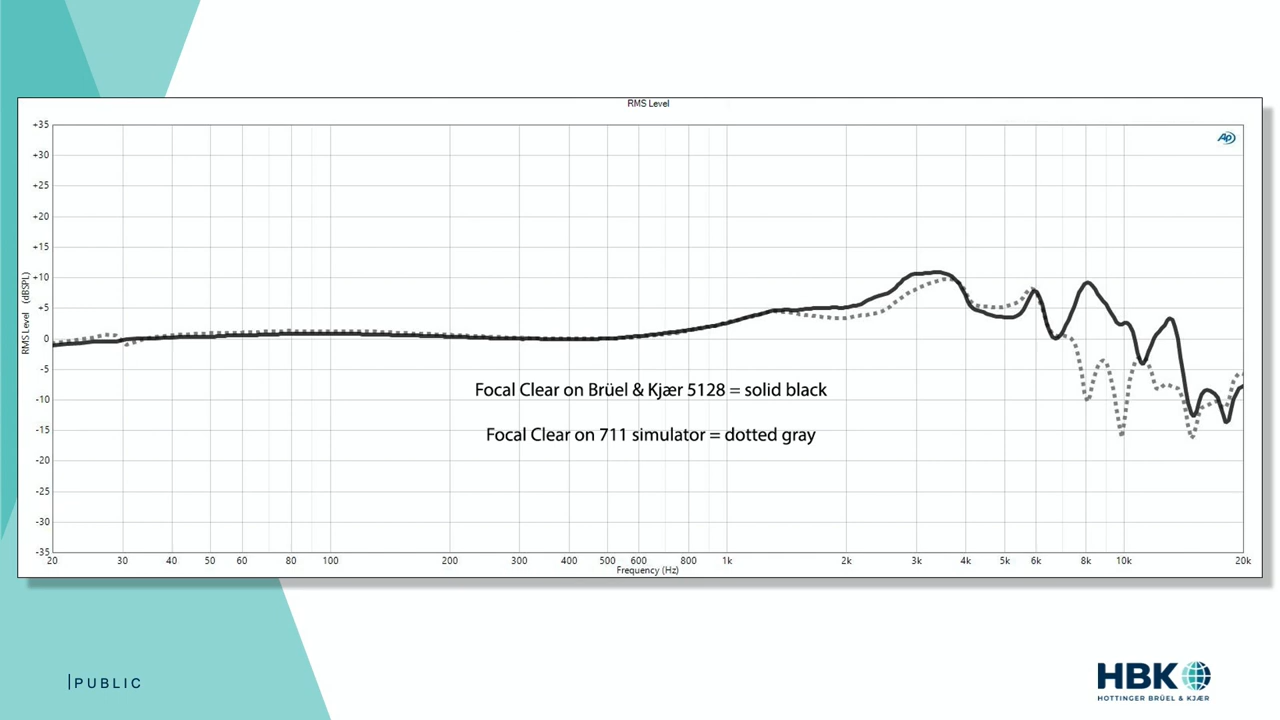 RMS Level
AP
+35
+30
+25
+20
+15
+10
+5
0
-5
-10
-15
-20
-25
-30
-35
RMS Level (dBSPL)
Focal Clear on Brüel & Kjær 5128 = solid black
Focal Clear on 711 simulator = dotted gray
20 30 40 50 60 80 100 200 300 400 500 600 800 1k 2k 3k 4k 5k 6k 8k 10k 20k
Frequency (Hz)
|PUBLIC
HBK
HOTTINGER BRÜEL & KJÆR